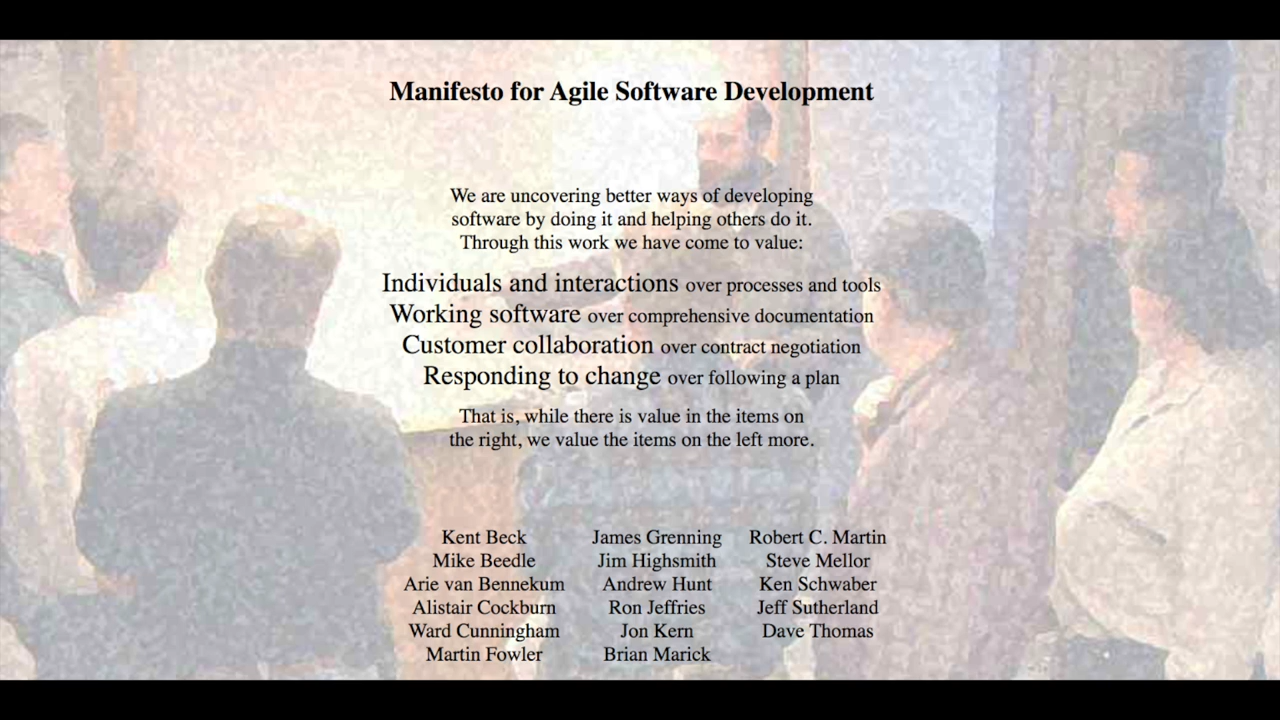 Manifesto for Agile Software Development
We are uncovering better ways of developing
software by doing it and helping others do it.
Through this work we have come to value:
Individuals and interactions over processes and tools
Working software over comprehensive documentation
Customer collaboration over contract negotiation
Responding to change over following a plan
That is, while there is value in the items on
the right, we value the items on the left more.
Kent Beck
Mike Beedle
Arie van Bennekum
Alistair Cockburn
Ward Cunningham
Martin Fowler
James Grenning
Jim Highsmith
Andrew Hunt
Ron Jeffries
Jon Kern
Brian Marick
Robert C. Martin
Steve Mellor
Ken Schwaber
Jeff Sutherland
Dave Thomas